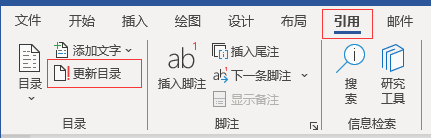 文件 开始 插入 绘图 设计 布局 引用 邮件
目录
添加文字
更新目录
目录
ab¹
插入脚注
插入尾注
ab 下一条脚注
显示备注
脚注
搜索
研究工具
信息检索